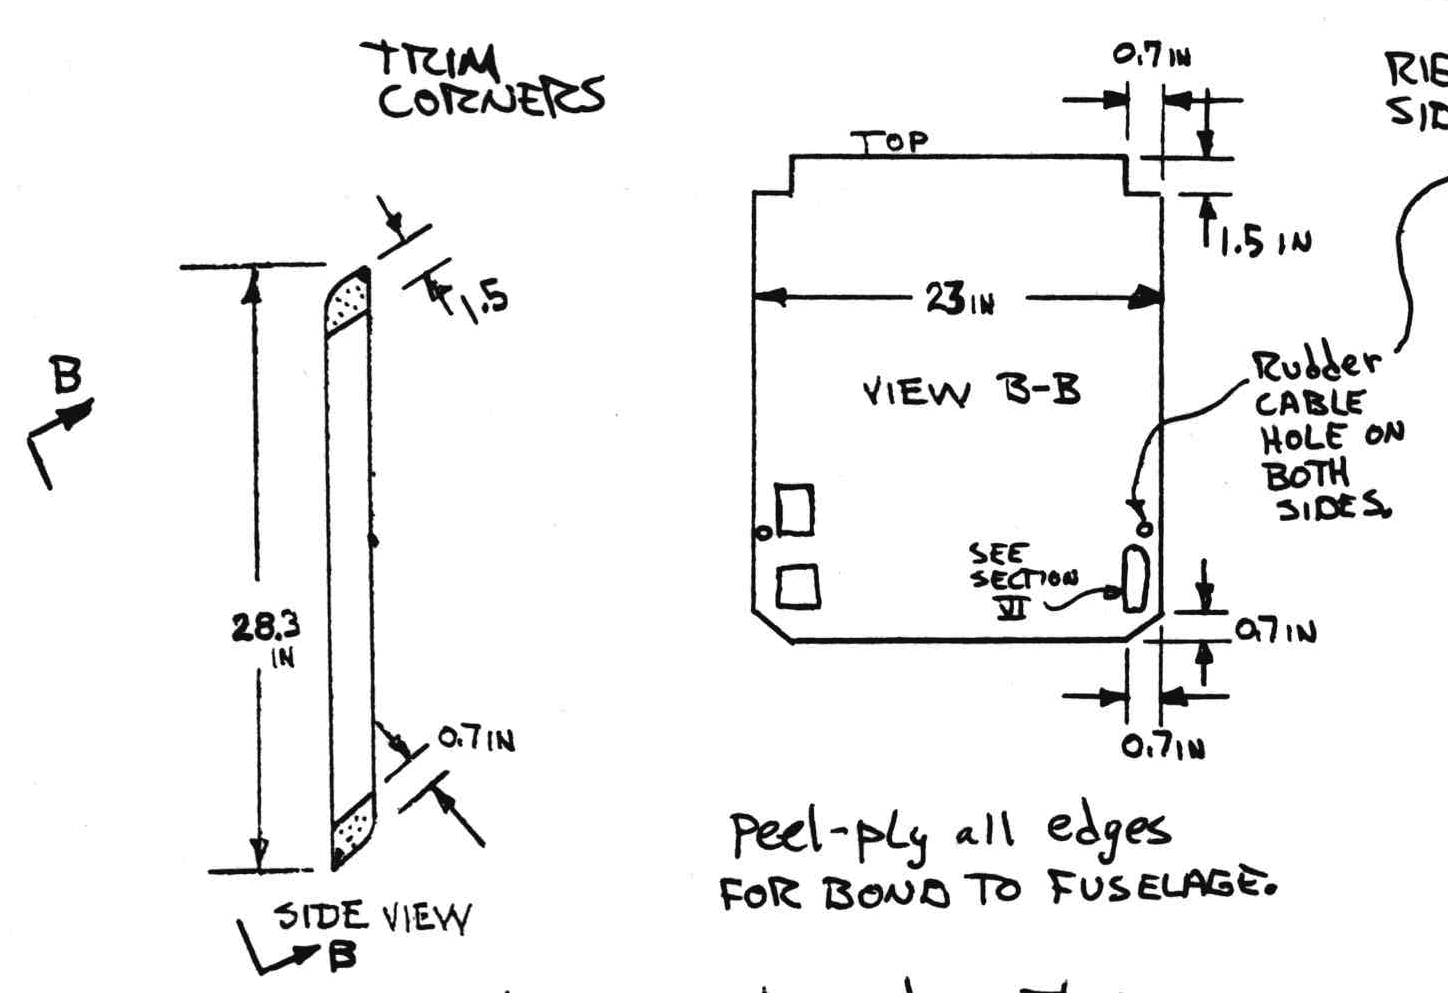 TRIM
CORNERS
0.7 IN
RIB
SID
TOP
1.5 IN
1.5
23 IN
B
VIEW B-B
Rudder
CABLE
HOLE ON
BOTH
SIDES.
SEE
SECTION
VI
28.3
IN
0.7 IN
0.7 IN
0.7 IN
Peel-ply all edges
FOR BOND TO FUSELAGE.
SIDE VIEW
B